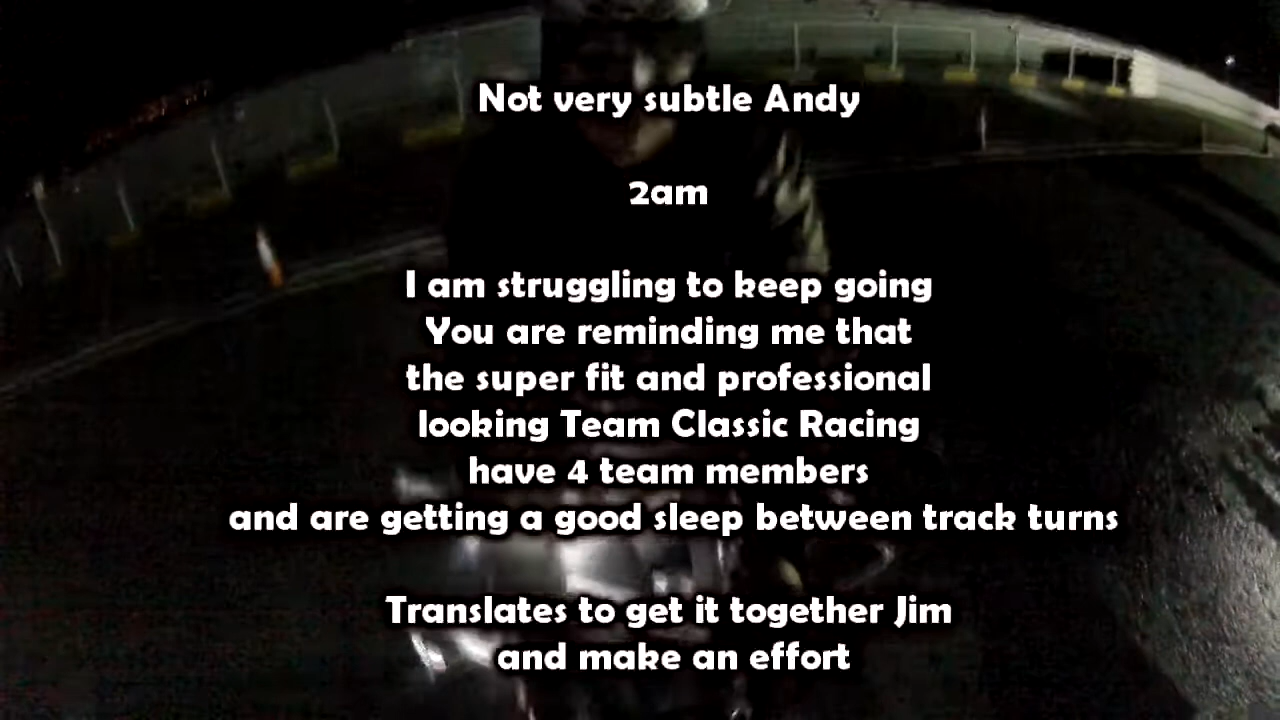 Not very subtle Andy
2am
I am struggling to keep going
You are reminding me that
the super fit and professional
looking Team Classic Racing
have 4 team members
and are getting a good sleep between track turns
Translates to get it together Jim
and make an effort